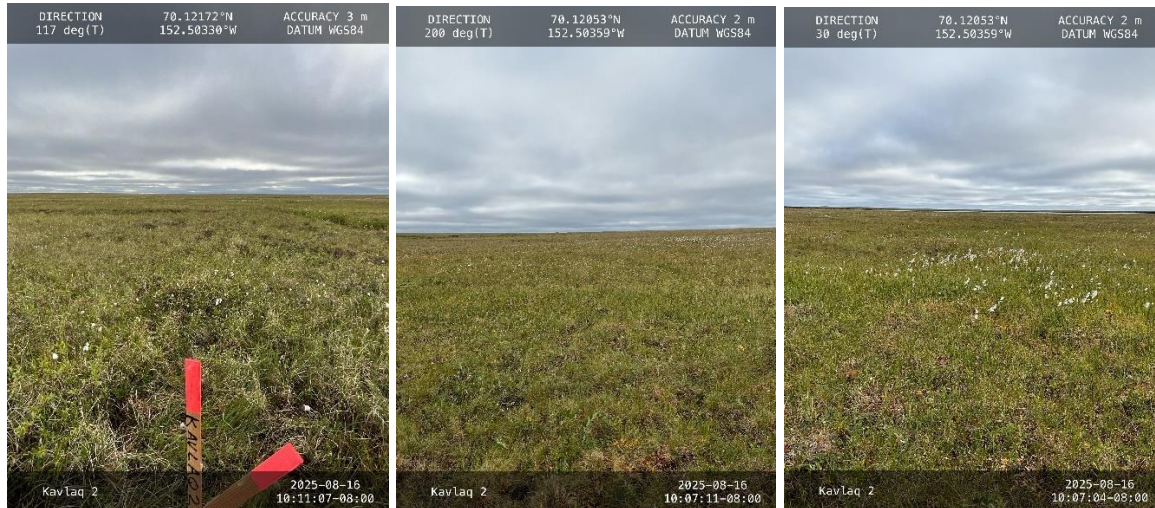 DIRECTION
117 deg(T)
70.12172°N
152.50330°W
ACCURACY 3 m
DATUM WGS84
KAVLAQ 2
Kavlaq 2
2025-08-16
10:11:07-08:00
DIRECTION
200 deg(T)
70.12053°N
152.50359°W
ACCURACY 2 m
DATUM WGS84
Kavlaq 2
2025-08-16
10:07:11-08:00
DIRECTION
30 deg(T)
70.12053°N
152.50359°W
ACCURACY 2 m
DATUM WGS84
Kavlaq 2
2025-08-16
10:07:04-08:00